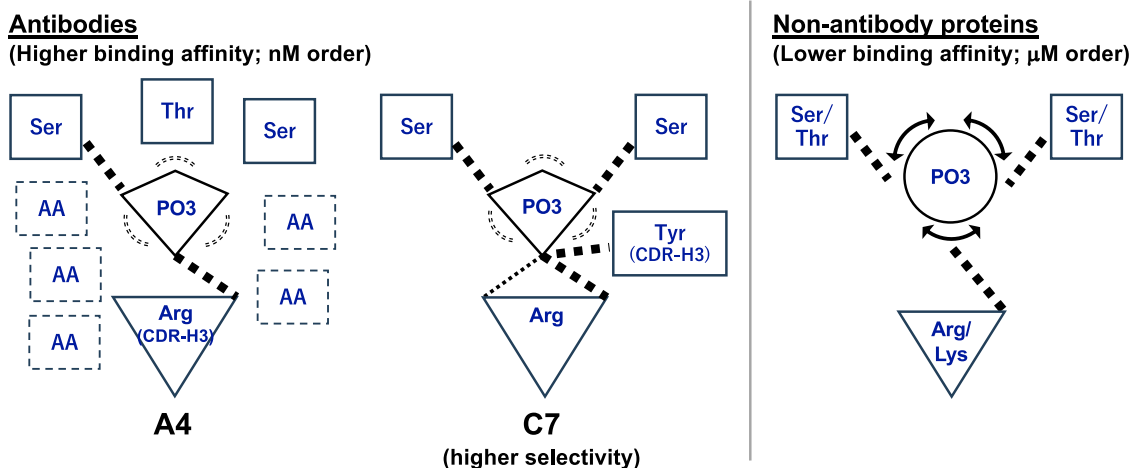 Antibodies
(Higher binding affinity; nM order)
Ser
Thr
Ser
PO3
AA
AA
AA
AA
AA
Arg
(CDR-H3)
A4
Ser
Ser
PO3
Tyr
(CDR-H3)
Arg
C7
(higher selectivity)
Non-antibody proteins
(Lower binding affinity; μM order)
Ser/
Thr
Ser/
Thr
PO3
Arg/
Lys